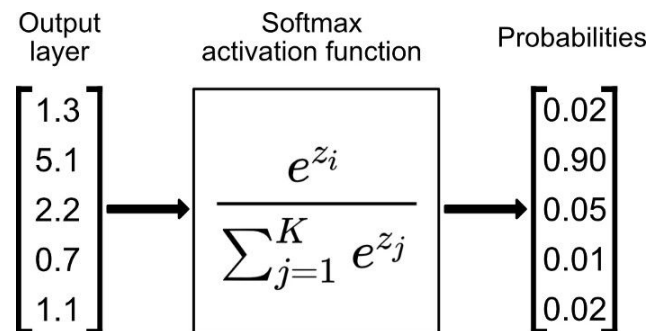 Output
layer
Softmax
activation function
Probabilities
1.3
5.1
2.2
0.7
1.1
e^{z_i}
∑_{j=1}^{K} e^{z_j}
0.02
0.90
0.05
0.01
0.02